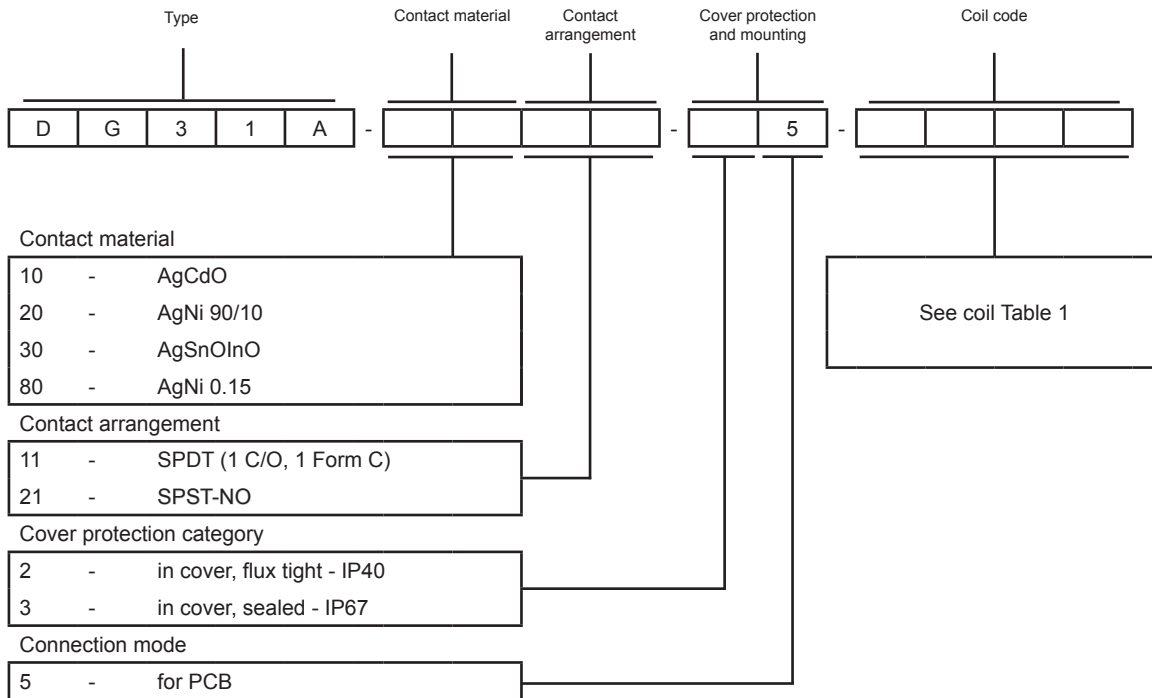 Type
Contact material
Contact arrangement
Cover protection and mounting
Coil code
D G 3 1 A - - 5 -
Contact material
10 - AgCdO
20 - AgNi 90/10
30 - AgSnOInO
80 - AgNi 0.15
See coil Table 1
Contact arrangement
11 - SPDT (1 C/O, 1 Form C)
21 - SPST-NO
Cover protection category
2 - in cover, flux tight - IP40
3 - in cover, sealed - IP67
Connection mode
5 - for PCB